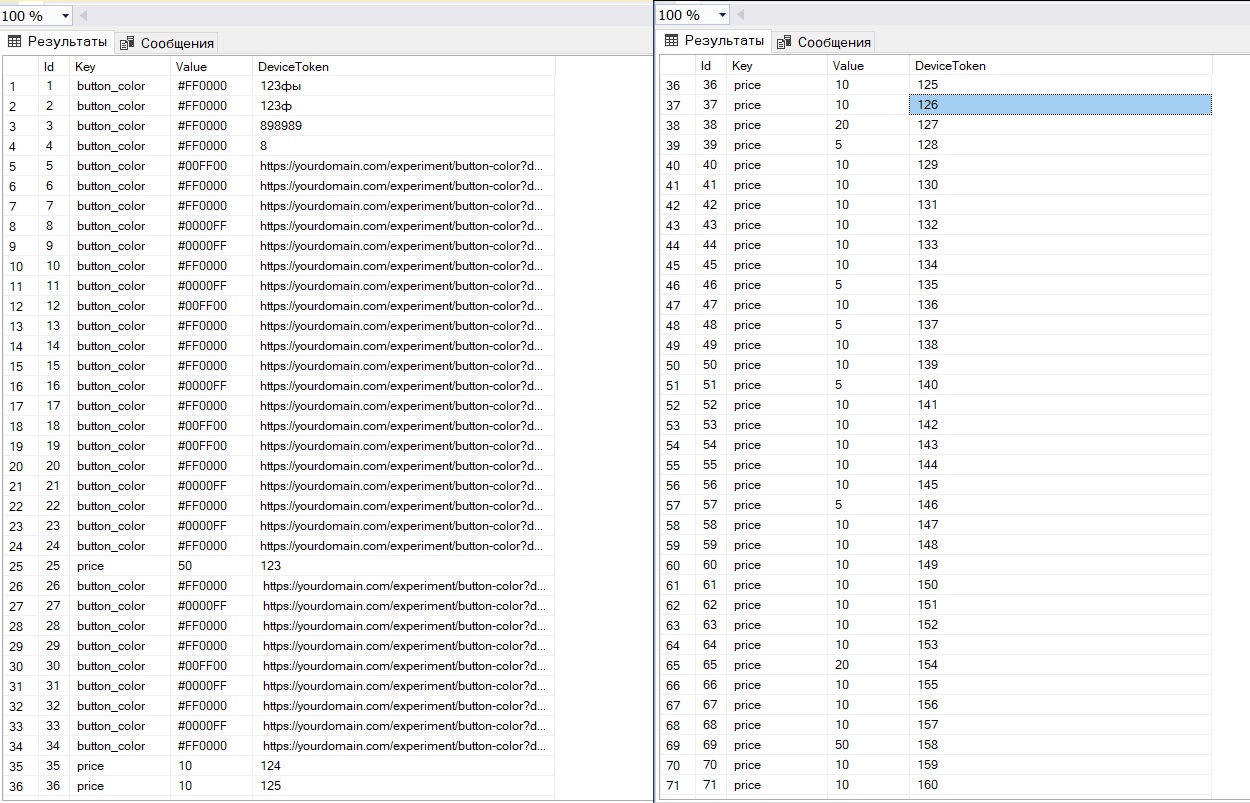 100 %
Результаты Сообщения
Id Key Value DeviceToken
1 1 button_color #FF0000 123фы
2 2 button_color #FF0000 123ф
3 3 button_color #FF0000 898989
4 4 button_color #FF0000 8
5 5 button_color #00FF00 https://yourdomain.com/experiment/button-color?d...
6 6 button_color #FF0000 https://yourdomain.com/experiment/button-color?d...
7 7 button_color #FF0000 https://yourdomain.com/experiment/button-color?d...
8 8 button_color #0000FF https://yourdomain.com/experiment/button-color?d...
9 9 button_color #0000FF https://yourdomain.com/experiment/button-color?d...
10 10 button_color #FF0000 https://yourdomain.com/experiment/button-color?d...
11 11 button_color #0000FF https://yourdomain.com/experiment/button-color?d...
12 12 button_color #00FF00 https://yourdomain.com/experiment/button-color?d...
13 13 button_color #FF0000 https://yourdomain.com/experiment/button-color?d...
14 14 button_color #FF0000 https://yourdomain.com/experiment/button-color?d...
15 15 button_color #FF0000 https://yourdomain.com/experiment/button-color?d...
16 16 button_color #0000FF https://yourdomain.com/experiment/button-color?d...
17 17 button_color #FF0000 https://yourdomain.com/experiment/button-color?d...
18 18 button_color #00FF00 https://yourdomain.com/experiment/button-color?d...
19 19 button_color #00FF00 https://yourdomain.com/experiment/button-color?d...
20 20 button_color #FF0000 https://yourdomain.com/experiment/button-color?d...
21 21 button_color #0000FF https://yourdomain.com/experiment/button-color?d...
22 22 button_color #FF0000 https://yourdomain.com/experiment/button-color?d...
23 23 button_color #0000FF https://yourdomain.com/experiment/button-color?d...
24 24 button_color #FF0000 https://yourdomain.com/experiment/button-color?d...
25 25 price 50 123
26 26 button_color #FF0000 https://yourdomain.com/experiment/button-color?d...
27 27 button_color #0000FF https://yourdomain.com/experiment/button-color?d...
28 28 button_color #FF0000 https://yourdomain.com/experiment/button-color?d...
29 29 button_color #FF0000 https://yourdomain.com/experiment/button-color?d...
30 30 button_color #00FF00 https://yourdomain.com/experiment/button-color?d...
31 31 button_color #0000FF https://yourdomain.com/experiment/button-color?d...
32 32 button_color #FF0000 https://yourdomain.com/experiment/button-color?d...
33 33 button_color #0000FF https://yourdomain.com/experiment/button-color?d...
34 34 button_color #FF0000 https://yourdomain.com/experiment/button-color?d...
35 35 price 10 124
36 36 price 10 125
100 %
Результаты Сообщения
Id Key Value DeviceToken
36 36 price 10 125
37 37 price 10 126
38 38 price 20 127
39 39 price 5 128
40 40 price 10 129
41 41 price 10 130
42 42 price 10 131
43 43 price 10 132
44 44 price 10 133
45 45 price 10 134
46 46 price 5 135
47 47 price 10 136
48 48 price 5 137
49 49 price 10 138
50 50 price 10 139
51 51 price 5 140
52 52 price 10 141
53 53 price 10 142
54 54 price 10 143
55 55 price 10 144
56 56 price 10 145
57 57 price 5 146
58 58 price 10 147
59 59 price 10 148
60 60 price 10 149
61 61 price 10 150
62 62 price 10 151
63 63 price 10 152
64 64 price 10 153
65 65 price 20 154
66 66 price 10 155
67 67 price 10 156
68 68 price 10 157
69 69 price 50 158
70 70 price 10 159
71 71 price 10 160